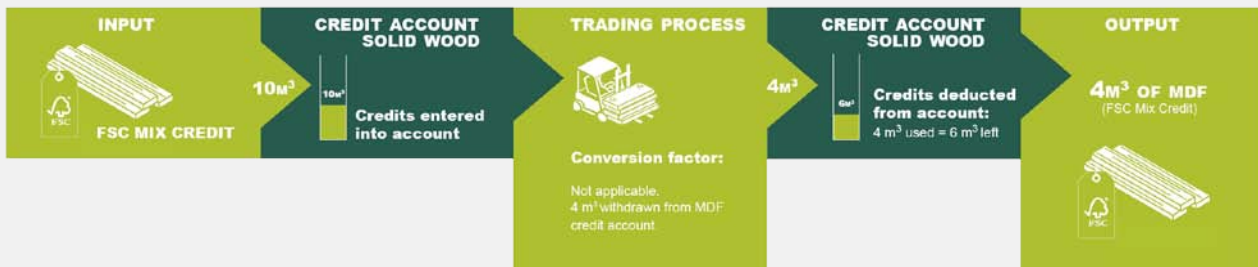 INPUT
FSC
FSC MIX CREDIT
10M³
CREDIT ACCOUNT
SOLID WOOD
10M³
Credits entered
into account
TRADING PROCESS
Conversion factor:
Not applicable.
4 m³ withdrawn from MDF
credit account
4M³
CREDIT ACCOUNT
SOLID WOOD
6M³
Credits deducted
from account:
4 m³ used = 6 m³ left
OUTPUT
4M³ OF MDF
(FSC Mix Credit)
FSC